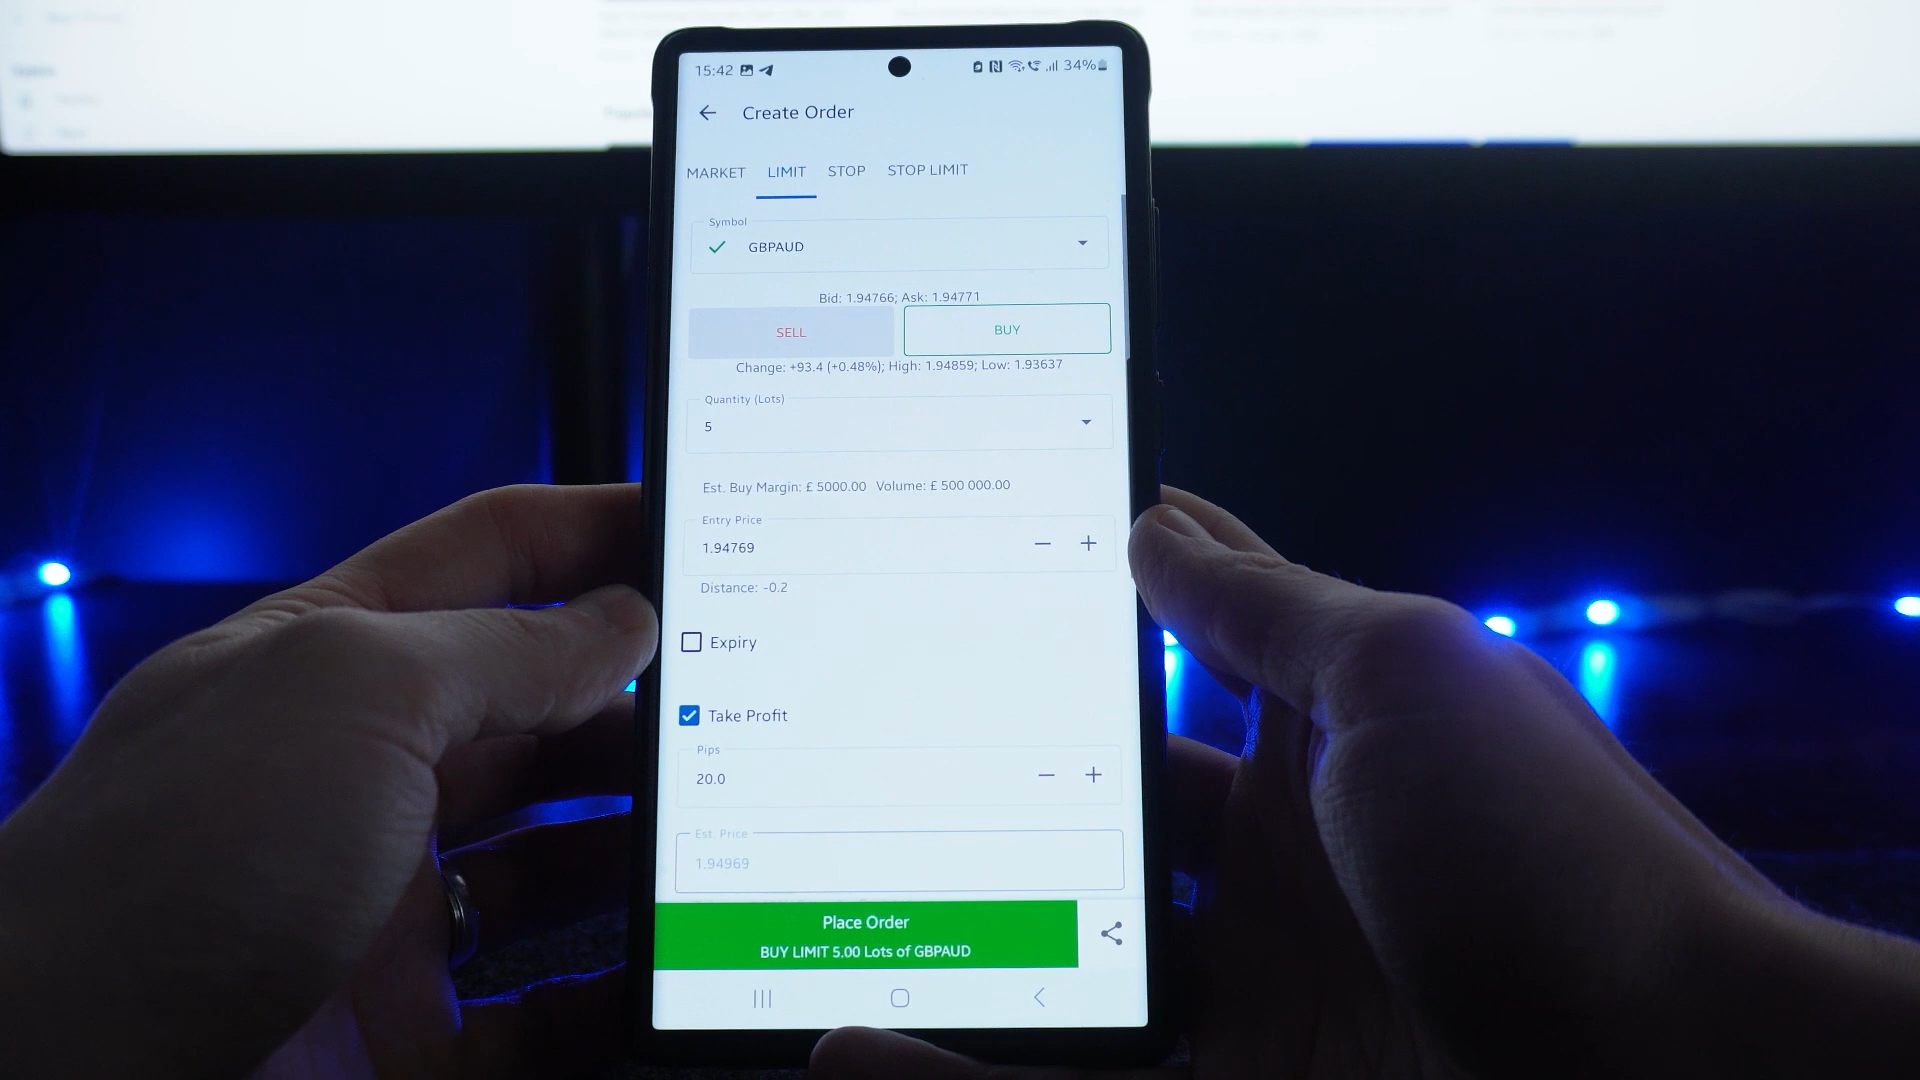 15:42 34%
Create Order
MARKET LIMIT STOP STOP LIMIT
Symbol
GBPAUD
Bid: 1.94766; Ask: 1.94771
SELL BUY
Change: +93.4 (+0.48%); High: 1.94859; Low: 1.93637
Quantity (Lots)
5
Est. Buy Margin: £ 5000.00 Volume: £ 500 000.00
Entry Price
1.94769
Distance: -0.2
Expiry
Take Profit
Pips
20.0
Est. Price
1.94969
Place Order
BUY LIMIT 5.00 Lots of GBPAUD